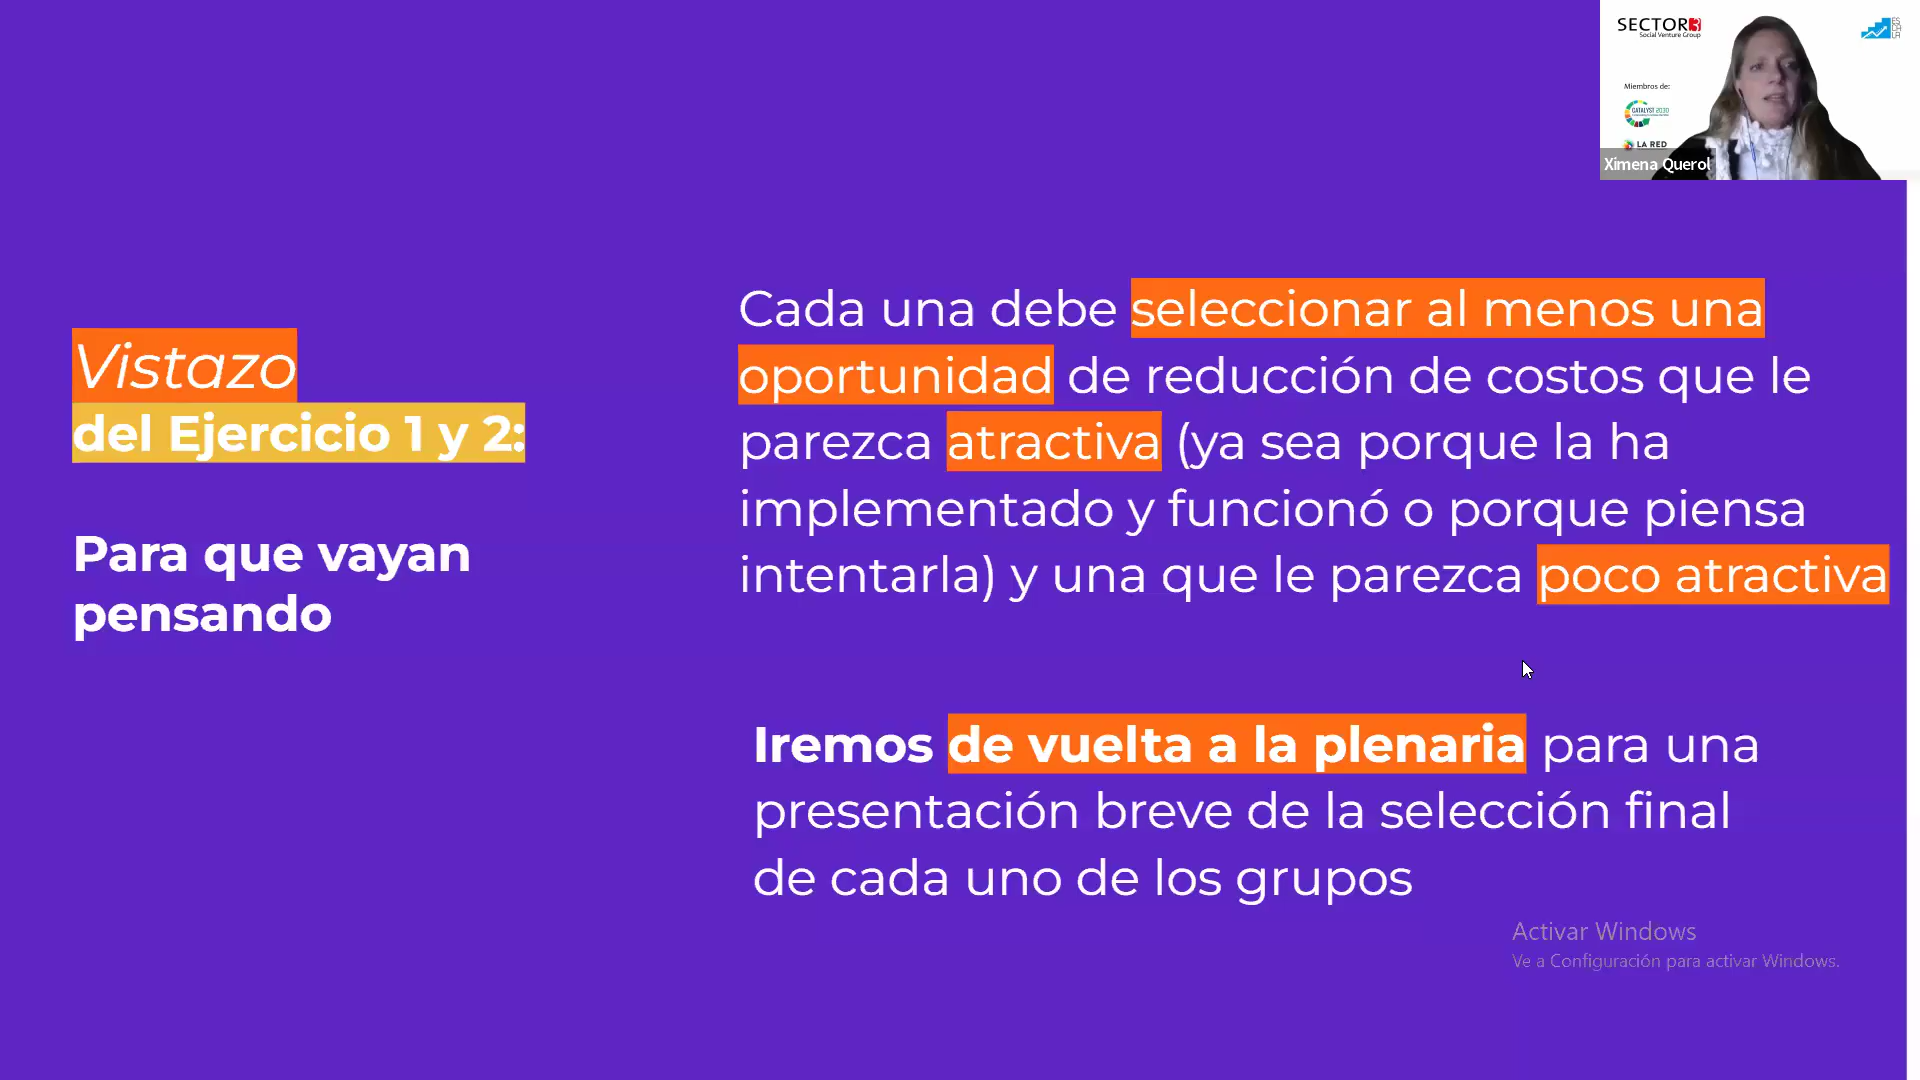 SECTOR3
Social Venture Group
Miembros de:
CATALYST 2030
LA RED
Ximena Querol
Vistazo
del Ejercicio 1 y 2:
Para que vayan
pensando
Cada una debe seleccionar al menos una
oportunidad de reducción de costos que le
parezca atractiva (ya sea porque la ha
implementado y funcionó o porque piensa
intentarla) y una que le parezca poco atractiva
Iremos de vuelta a la plenaria para una
presentación breve de la selección final
de cada uno de los grupos
Activar Windows
Ve a Configuración para activar Windows.